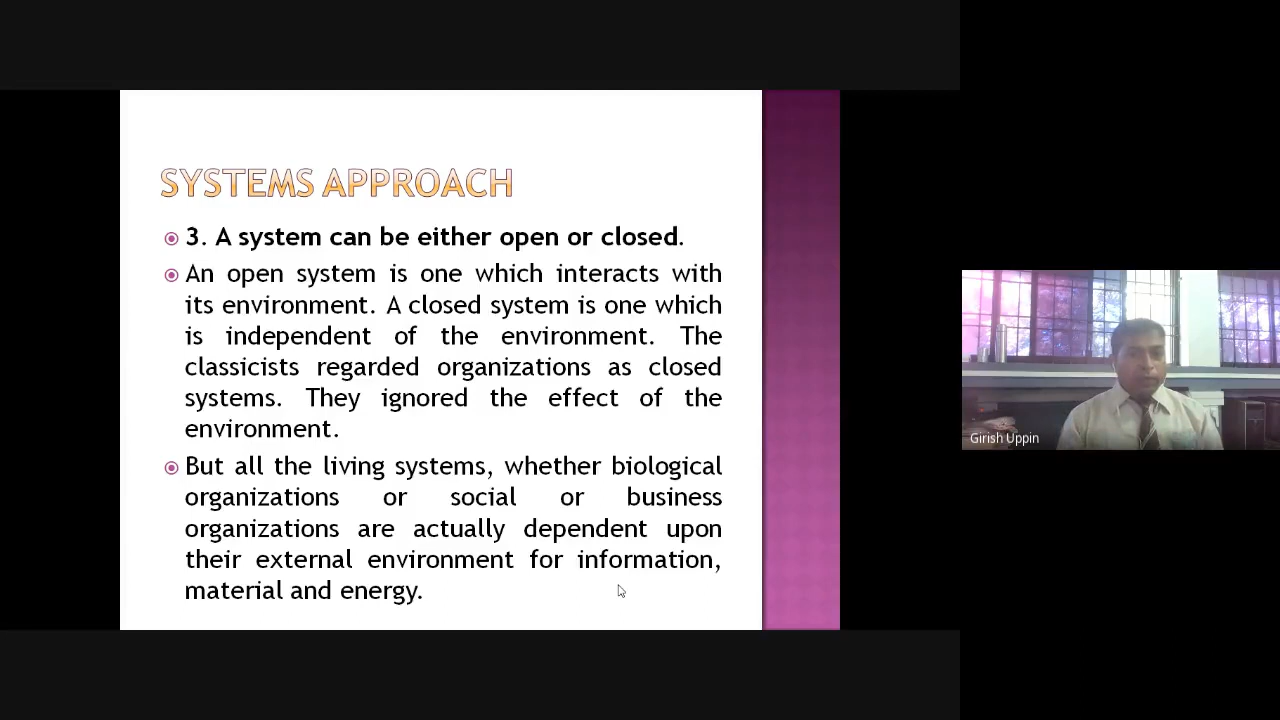 SYSTEMS APPROACH
3. A system can be either open or closed.
An open system is one which interacts with
its environment. A closed system is one which
is independent of the environment. The
classicists regarded organizations as closed
systems. They ignored the effect of the
environment.
But all the living systems, whether biological
organizations or social or business
organizations are actually dependent upon
their external environment for information,
material and energy.
Girish Uppin